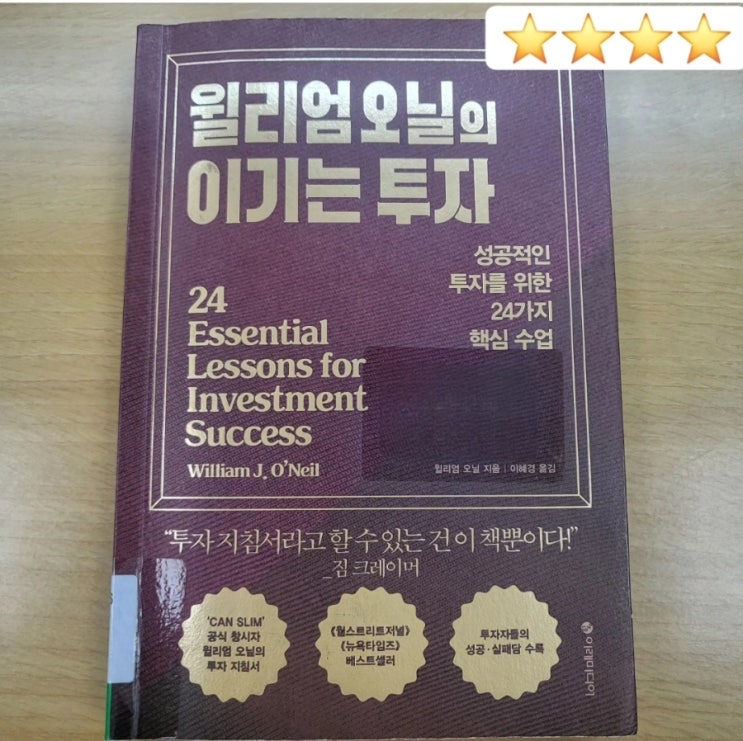 윌리엄 오닐의
이기는 투자
성공적인
투자를 위한
24가지
핵심 수업
24
Essential
Lessons for
Investment
Success
William J. O'Neil
윌리엄 오닐 지음 | 이혜경 옮김
“투자 지침서라고 할 수 있는 건 이 책뿐이다!”
_짐 크레이머
‘CAN SLIM’
공식 창시자
윌리엄 오닐의
투자 지침서
《월스트리트저널》
《뉴욕타임즈》
베스트셀러
투자자들의
성공·실패담 수록
이레미디어